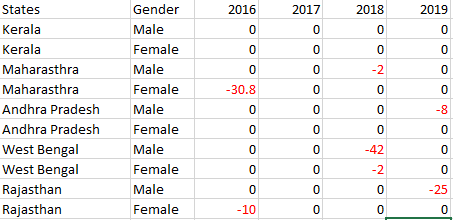 States Gender 2016 2017 2018 2019
Kerala Male 0 0 0 0
Kerala Female 0 0 0 0
Maharasthra Male 0 0 -2 0
Maharasthra Female -30.8 0 0 0
Andhra Pradesh Male 0 0 0 -8
Andhra Pradesh Female 0 0 0 0
West Bengal Male 0 0 -42 0
West Bengal Female 0 0 -2 0
Rajasthan Male 0 0 0 -25
Rajasthan Female -10 0 0 0